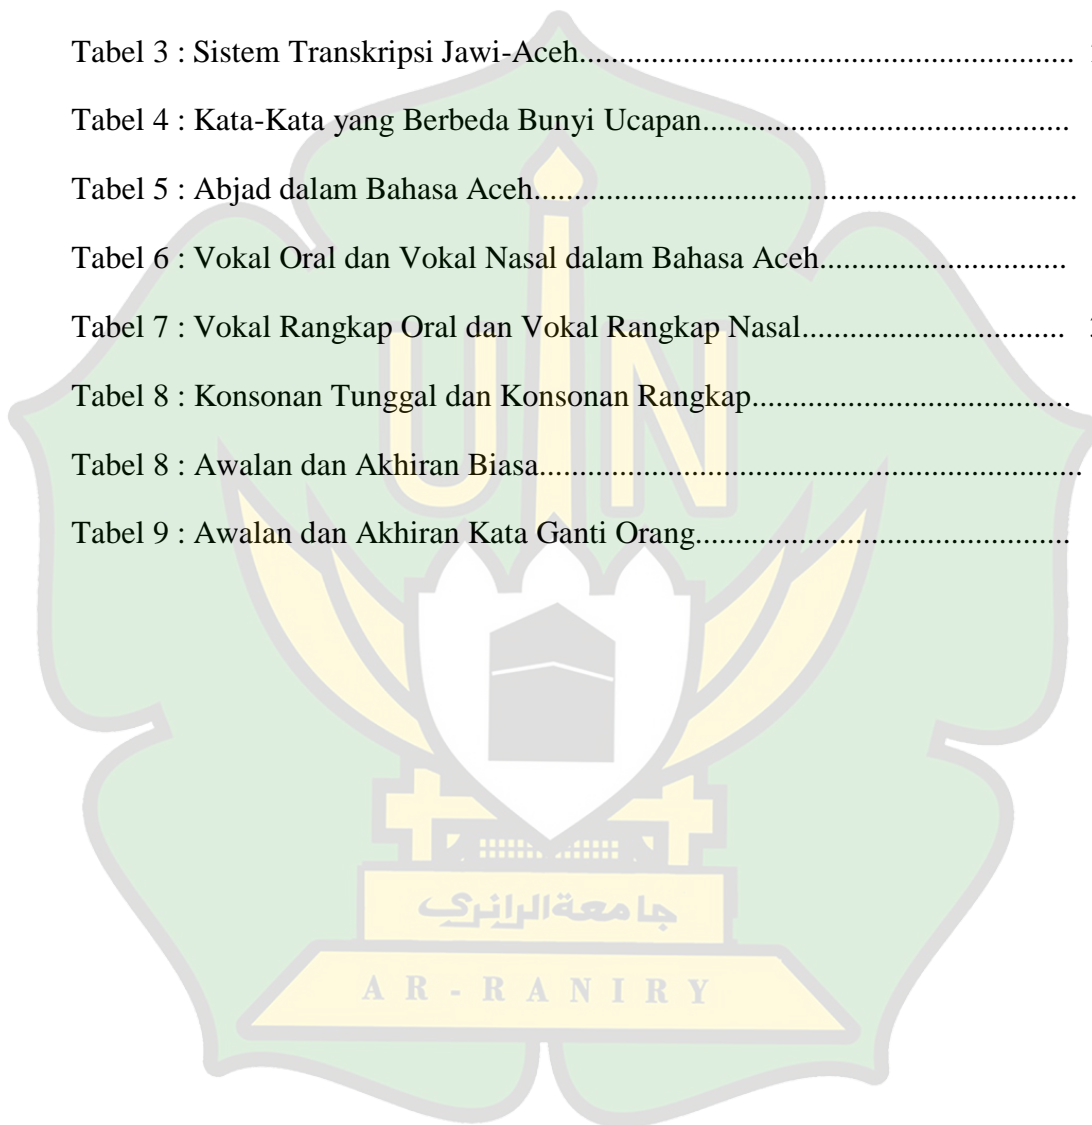 Tabel 3 : Sistem Transkripsi Jawi-Aceh.............................................................
Tabel 4 : Kata-Kata yang Berbeda Bunyi Ucapan.............................................
Tabel 5 : Abjad dalam Bahasa Aceh...................................................................
Tabel 6 : Vokal Oral dan Vokal Nasal dalam Bahasa Aceh..............................
Tabel 7 : Vokal Rangkap Oral dan Vokal Rangkap Nasal................................
Tabel 8 : Konsonan Tunggal dan Konsonan Rangkap.......................................
Tabel 8 : Awalan dan Akhiran Biasa...................................................................
Tabel 9 : Awalan dan Akhiran Kata Ganti Orang..............................................
UIN
جامعة الرانري
AR-RANIRY